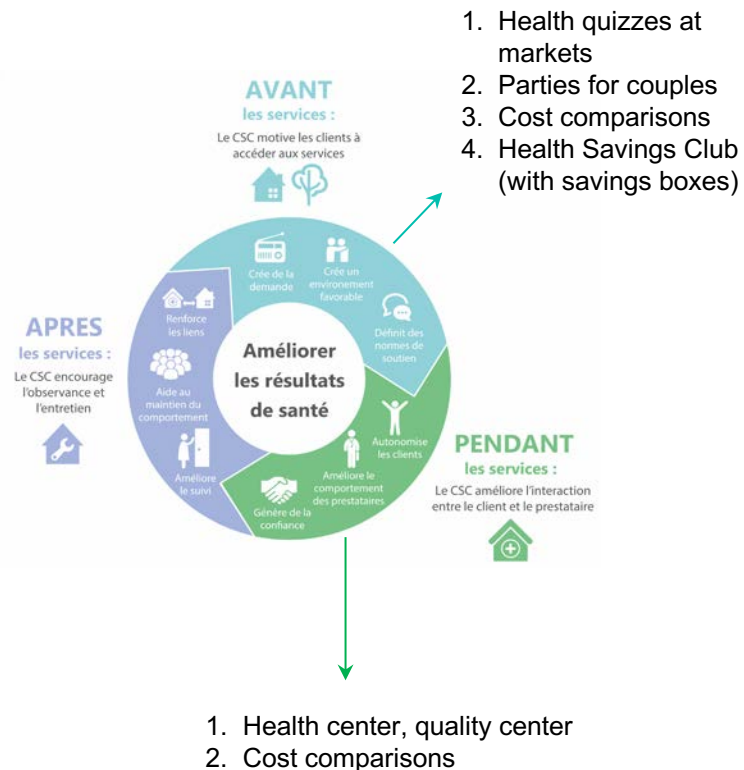 1. Health quizzes at
markets
2. Parties for couples
3. Cost comparisons
4. Health Savings Club
(with savings boxes)
AVANT
les services :
Le CSC motive les clients à
accéder aux services
Crée de la
demande
Crée un
environement
favorable
Définit des
normes de
soutien
Renforce
les liens
Aide au
maintien du
comportement
Améliore
le suivi
Améliorer
les résultats
de santé
Autonomise
les clients
Améliore le
comportement
des prestataires
Génère de la
confiance
APRES
les services :
Le CSC encourage
l'observance et
l'entretien
PENDANT
les services :
Le CSC améliore l'interaction
entre le client et le prestataire
1. Health center, quality center
2. Cost comparisons